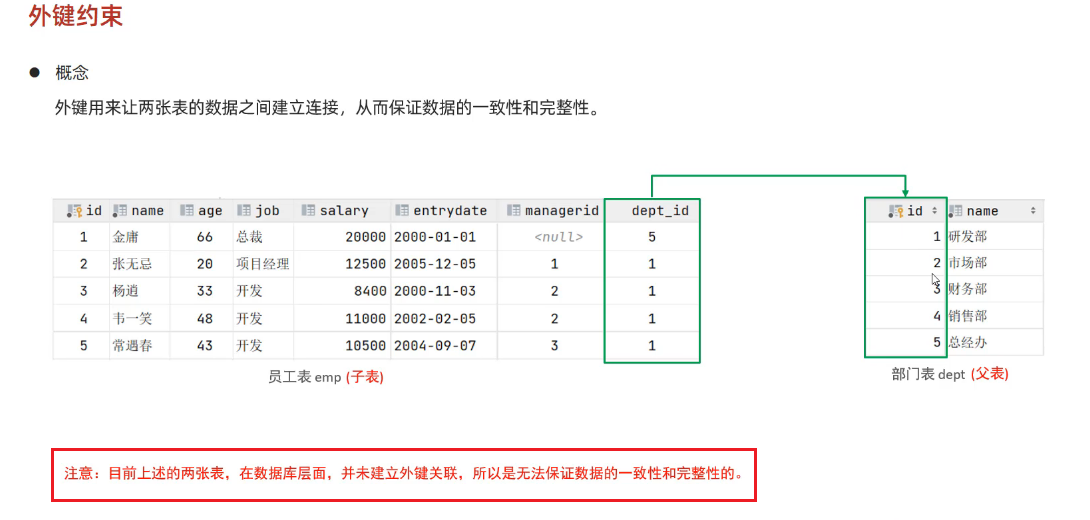 外键约束
概念
外键用来让两张表的数据之间建立连接，从而保证数据的一致性和完整性。
id name age job salary entrydate managerid dept_id
1 金庸 66 总裁 20000 2000-01-01 <null> 5
2 张无忌 20 项目经理 12500 2005-12-05 1 1
3 杨逍 33 开发 8400 2000-11-03 2 1
4 韦一笑 48 开发 11000 2002-02-05 2 1
5 常遇春 43 开发 10500 2004-09-07 3 1
员工表 emp (子表)
id name
1 研发部
2 市场部
3 财务部
4 销售部
5 总经办
部门表 dept (父表)
注意：目前上述的两张表，在数据库层面，并未建立外键关联，所以是无法保证数据的一致性和完整性的。